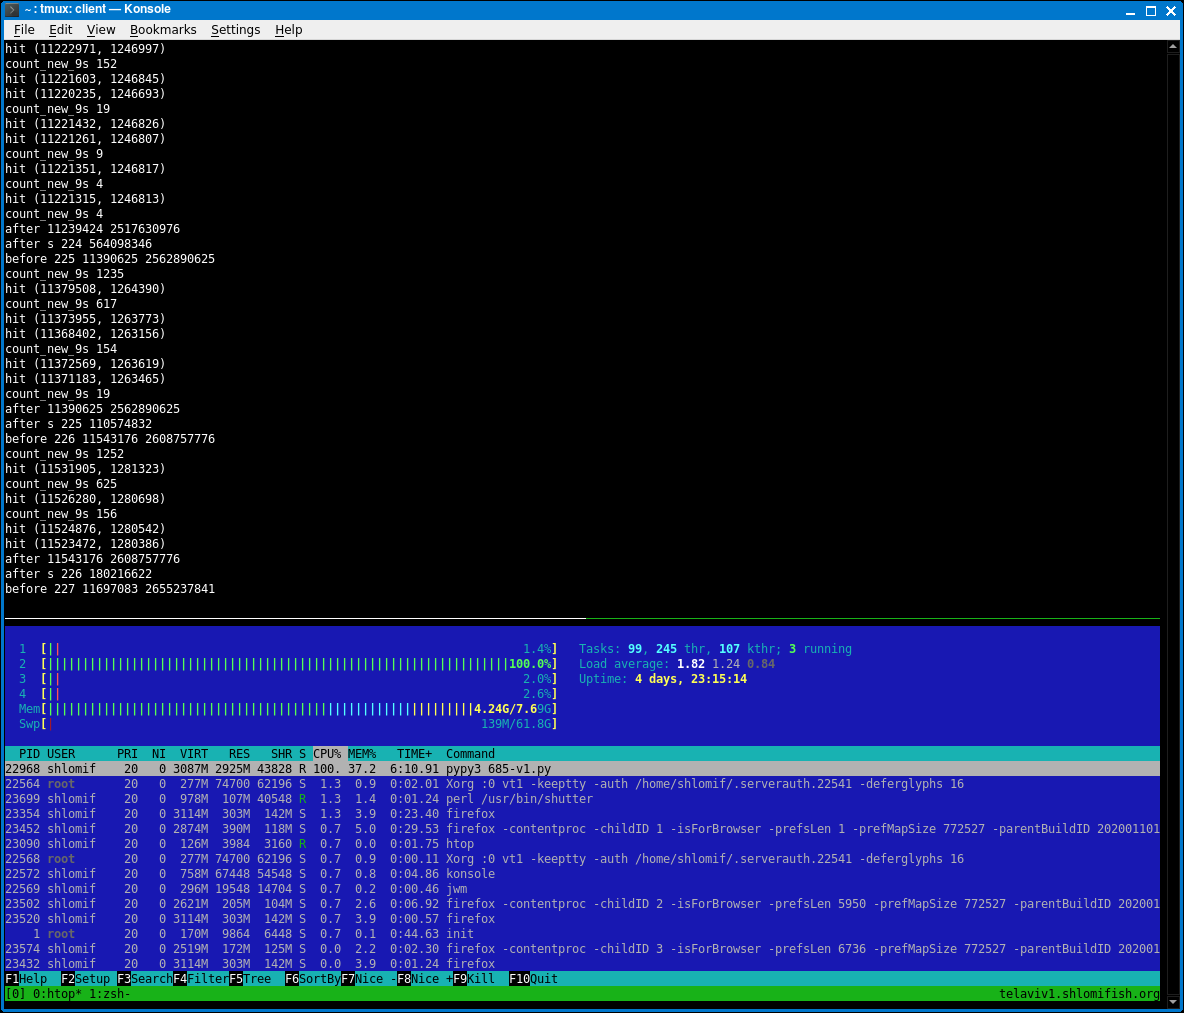 ~ : tmux: client — Konsole
File Edit View Bookmarks Settings Help
hit (11222971, 1246997)
count_new_9s 152
hit (11221603, 1246845)
hit (11220235, 1246693)
count_new_9s 19
hit (11221432, 1246826)
hit (11221261, 1246807)
count_new_9s 9
hit (11221351, 1246817)
count_new_9s 4
hit (11221315, 1246813)
count_new_9s 4
after 11239424 2517630976
after s 224 564098346
before 225 11390625 2562890625
count_new_9s 1235
hit (11379508, 1264390)
count_new_9s 617
hit (11373955, 1263773)
hit (11368402, 1263156)
count_new_9s 154
hit (11372569, 1263619)
hit (11371183, 1263465)
count_new_9s 19
after 11390625 2562890625
after s 225 110574832
before 226 11543176 2608757776
count_new_9s 1252
hit (11531905, 1281323)
count_new_9s 625
hit (11526280, 1280698)
count_new_9s 156
hit (11524876, 1280542)
hit (11523472, 1280386)
after 11543176 2608757776
after s 226 180216622
before 227 11697083 2655237841
1 [|| 1.4%] Tasks: 99, 245 thr, 107 kthr; 3 running
2 [||||||||||||||||||||||||||||||||||||||||||||||||||||||||||||||||||100.0%] Load average: 1.82 1.24 0.84
3 [|| 2.0%] Uptime: 4 days, 23:15:14
4 [|| 2.6%]
Mem[|||||||||||||||||||||||||||||||||||||||||||||||||||||||||||||4.24G/7.69G]
Swp[| 139M/61.8G]
PID USER PRI NI VIRT RES SHR S CPU% MEM% TIME+ Command
22968 shlomif 20 0 3087M 2925M 43828 R 100. 37.2 6:10.91 pypy3 685-v1.py
22564 root 20 0 277M 74700 62196 S 1.3 0.9 0:02.01 Xorg :0 vt1 -keeptty -auth /home/shlomif/.serverauth.22541 -deferglyphs 16
23699 shlomif 20 0 978M 107M 40548 R 1.3 1.4 0:01.24 perl /usr/bin/shutter
23354 shlomif 20 0 3114M 303M 142M S 1.3 3.9 0:23.40 firefox
23452 shlomif 20 0 2874M 390M 118M S 0.7 5.0 0:29.53 firefox -contentproc -childID 1 -isForBrowser -prefsLen 1 -prefMapSize 772527 -parentBuildID 202001101
23090 shlomif 20 0 126M 3984 3160 R 0.7 0.0 0:01.75 htop
22568 root 20 0 277M 74700 62196 S 0.7 0.9 0:00.11 Xorg :0 vt1 -keeptty -auth /home/shlomif/.serverauth.22541 -deferglyphs 16
22572 shlomif 20 0 758M 67448 54548 S 0.7 0.8 0:04.86 konsole
22569 shlomif 20 0 296M 19548 14704 S 0.7 0.2 0:00.46 jwm
23502 shlomif 20 0 2621M 205M 104M S 0.7 2.6 0:06.92 firefox -contentproc -childID 2 -isForBrowser -prefsLen 5950 -prefMapSize 772527 -parentBuildID 202001
23520 shlomif 20 0 3114M 303M 142M S 0.7 3.9 0:00.57 firefox
1 root 20 0 170M 9864 6448 S 0.7 0.1 0:44.63 init
23574 shlomif 20 0 2519M 172M 125M S 0.0 2.2 0:02.30 firefox -contentproc -childID 3 -isForBrowser -prefsLen 6736 -prefMapSize 772527 -parentBuildID 202001
23432 shlomif 20 0 3114M 303M 142M S 0.0 3.9 0:01.24 firefox
F1Help F2Setup F3SearchF4FilterF5Tree F6SortByF7Nice -F8Nice +F9Kill F10Quit
[0] 0:htop* 1:zsh- telaviv1.shlomifish.org